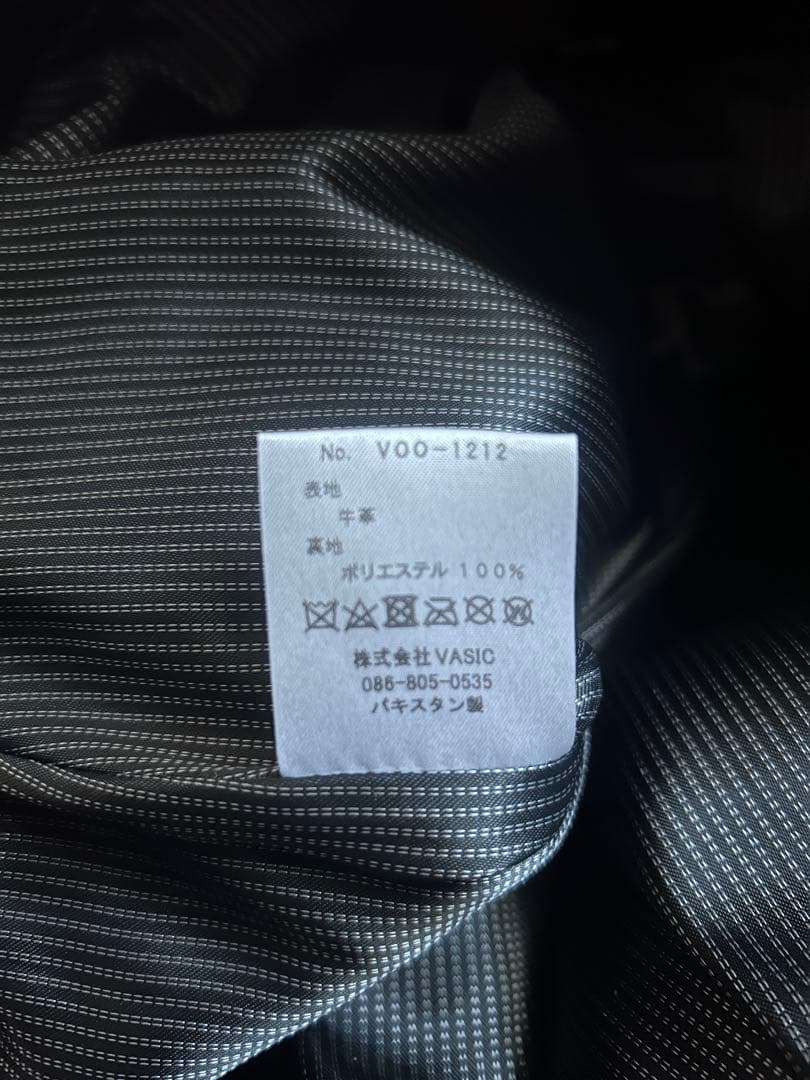 No. V00-1212
表地
牛革
裏地
ポリエステル 100%
株式会社VASIC
086-805-0535
パキスタン製